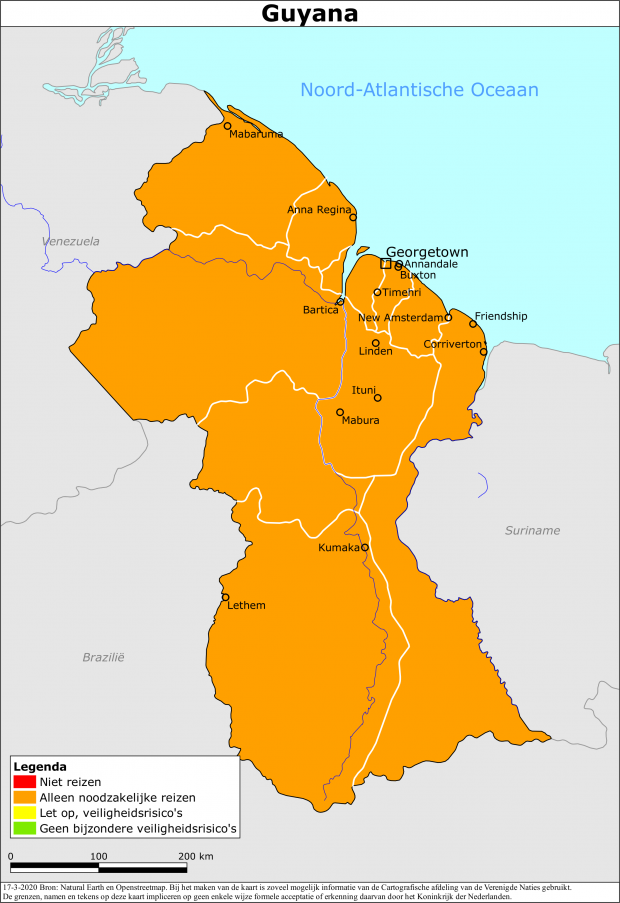 Guyana
Noord-Atlantische Oceaan
Mabaruma
Anna Regina
Venezuela
Georgetown
Annandale
Buxton
Timehri
Bartica
New Amsterdam
Friendship
Linden
Corriverton
Ituni
Mabura
Suriname
Kumaka
Lethem
Brazilië
Legenda
Niet reizen
Alleen noodzakelijke reizen
Let op, veiligheidsrisico's
Geen bijzondere veiligheidsrisico's
0 100 200 km
17-3-2020 Bron: Natural Earth en Openstreetmap. Bij het maken van de kaart is zoveel mogelijk informatie van de Cartografische afdeling van de Verenigde Naties gebruikt.
De grenzen, namen en tekens op deze kaart impliceren op geen enkele wijze formele acceptatie of erkenning daarvan door het Koninkrijk der Nederlanden.